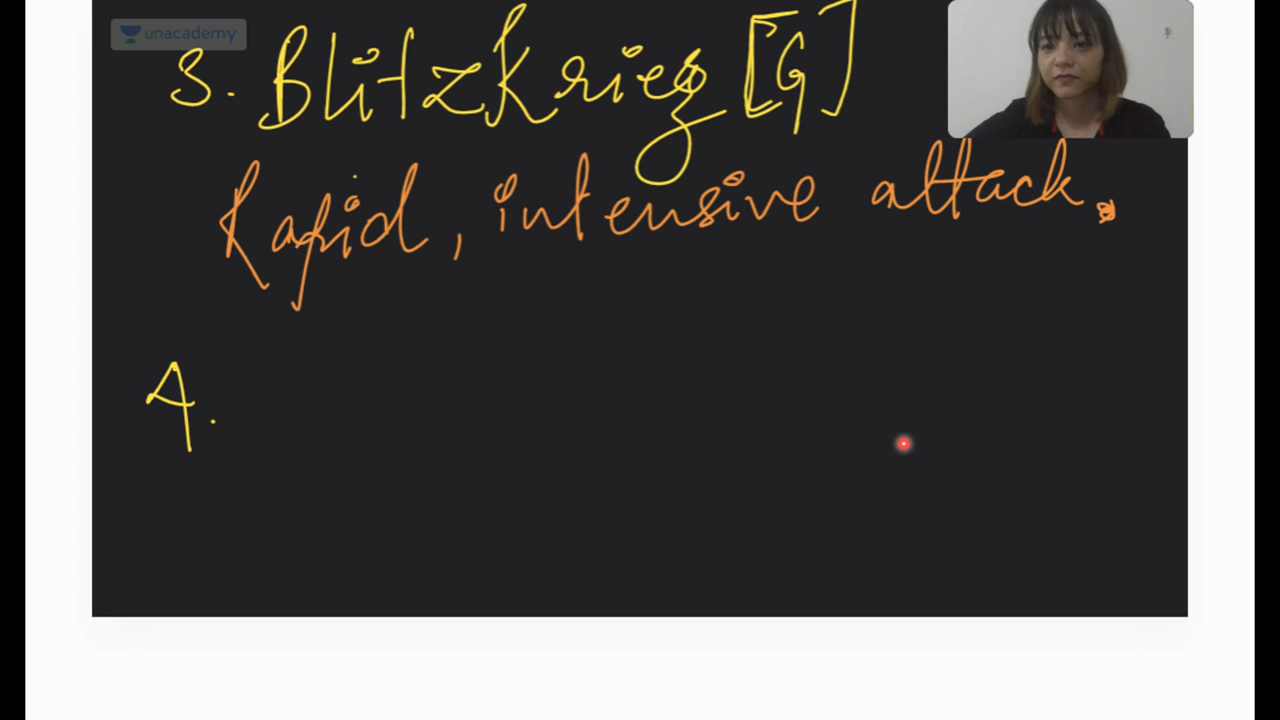 unacademy
3. Blitzkrieg [G]
Rapid, intensive attack.
4.